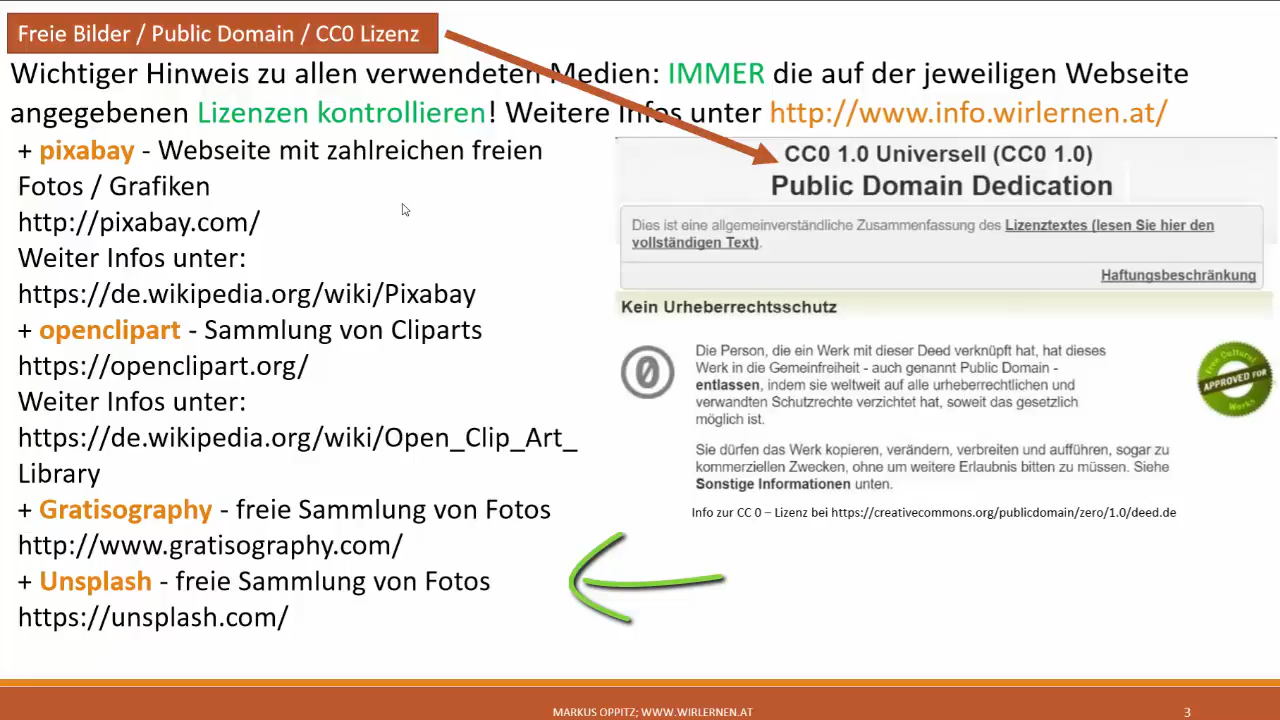 Freie Bilder / Public Domain / CC0 Lizenz
Wichtiger Hinweis zu allen verwendeten Medien: IMMER die auf der jeweiligen Webseite
angegebenen Lizenzen kontrollieren! Weitere Infos unter http://www.info.wirlernen.at/
+ pixabay - Webseite mit zahlreichen freien
Fotos / Grafiken
http://pixabay.com/
Weiter Infos unter:
https://de.wikipedia.org/wiki/Pixabay
+ openclipart - Sammlung von Cliparts
https://openclipart.org/
Weiter Infos unter:
https://de.wikipedia.org/wiki/Open_Clip_Art_
Library
+ Gratisography - freie Sammlung von Fotos
http://www.gratisography.com/
+ Unsplash - freie Sammlung von Fotos
https://unsplash.com/
CC0 1.0 Universell (CC0 1.0)
Public Domain Dedication
Dies ist eine allgemeinverständliche Zusammenfassung des Lizenztextes (lesen Sie hier den
vollständigen Text).
Haftungsbeschränkung
Kein Urheberrechtsschutz
Die Person, die ein Werk mit dieser Deed verknüpft hat, hat dieses
Werk in die Gemeinfreiheit - auch genannt Public Domain -
entlassen, indem sie weltweit auf alle urheberrechtlichen und
verwandten Schutzrechte verzichtet hat, soweit das gesetzlich
möglich ist.
Sie dürfen das Werk kopieren, verändern, verbreiten und aufführen, sogar zu
kommerziellen Zwecken, ohne um weitere Erlaubnis bitten zu müssen. Siehe
Sonstige Informationen unten.
0
Free Cultural
APPROVED FOR
Works
Info zur CC 0 – Lizenz bei https://creativecommons.org/publicdomain/zero/1.0/deed.de
MARKUS OPPITZ; WWW.WIRLERNEN.AT
3